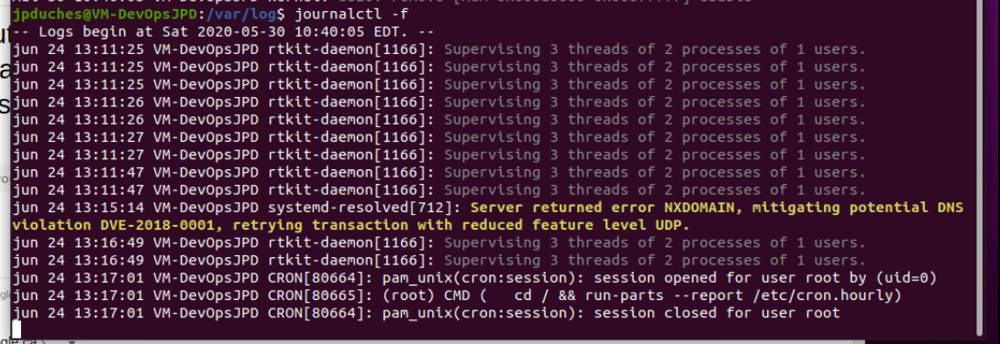 jpduches@VM-DevOpsJPD:/var/log$ journalctl -f
-- Logs begin at Sat 2020-05-30 10:40:05 EDT. --
jun 24 13:11:25 VM-DevOpsJPD rtkit-daemon[1166]: Supervising 3 threads of 2 processes of 1 users.
jun 24 13:11:25 VM-DevOpsJPD rtkit-daemon[1166]: Supervising 3 threads of 2 processes of 1 users.
jun 24 13:11:25 VM-DevOpsJPD rtkit-daemon[1166]: Supervising 3 threads of 2 processes of 1 users.
jun 24 13:11:26 VM-DevOpsJPD rtkit-daemon[1166]: Supervising 3 threads of 2 processes of 1 users.
jun 24 13:11:26 VM-DevOpsJPD rtkit-daemon[1166]: Supervising 3 threads of 2 processes of 1 users.
jun 24 13:11:27 VM-DevOpsJPD rtkit-daemon[1166]: Supervising 3 threads of 2 processes of 1 users.
jun 24 13:11:27 VM-DevOpsJPD rtkit-daemon[1166]: Supervising 3 threads of 2 processes of 1 users.
jun 24 13:11:47 VM-DevOpsJPD rtkit-daemon[1166]: Supervising 3 threads of 2 processes of 1 users.
jun 24 13:11:47 VM-DevOpsJPD rtkit-daemon[1166]: Supervising 3 threads of 2 processes of 1 users.
jun 24 13:15:14 VM-DevOpsJPD systemd-resolved[712]: Server returned error NXDOMAIN, mitigating potential DNS
violation DVE-2018-0001, retrying transaction with reduced feature level UDP.
jun 24 13:16:49 VM-DevOpsJPD rtkit-daemon[1166]: Supervising 3 threads of 2 processes of 1 users.
jun 24 13:16:49 VM-DevOpsJPD rtkit-daemon[1166]: Supervising 3 threads of 2 processes of 1 users.
jun 24 13:17:01 VM-DevOpsJPD CRON[80664]: pam_unix(cron:session): session opened for user root by (uid=0)
jun 24 13:17:01 VM-DevOpsJPD CRON[80665]: (root) CMD (   cd / && run-parts --report /etc/cron.hourly)
jun 24 13:17:01 VM-DevOpsJPD CRON[80664]: pam_unix(cron:session): session closed for user root